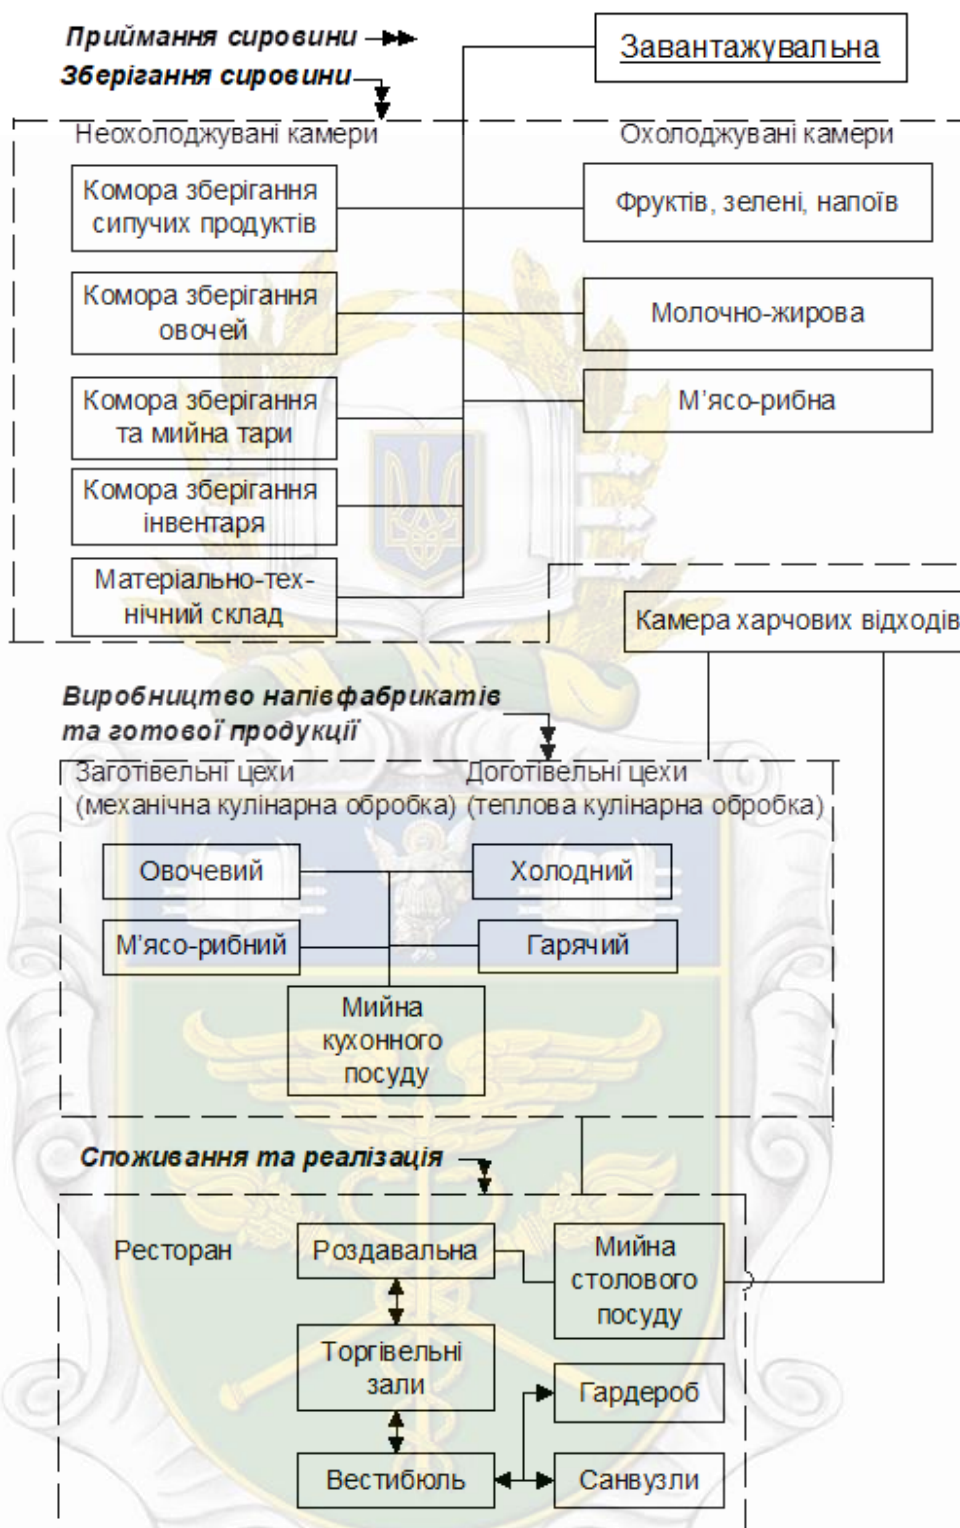 Приймання сировини
Завантажувальна
Зберігання сировини
Неохолоджувані камери
Охолоджувані камери
Комора зберігання
сипучих продуктів
Фруктів, зелені, напоїв
Комора зберігання
овочей
Молочно-жирова
Комора зберігання
та мийна тари
М'ясо-рибна
Комора зберігання
інвентаря
Матеріально-тех-
нічний склад
Камера харчових відходів
Виробництво напівфабрикатів
та готової продукції
Заготівельні цехи
(механічна кулінарна обробка)
Доготівельні цехи
(теплова кулінарна обробка)
Овочевий
Холодний
М'ясо-рибний
Гарячий
Мийна
кухонного
посуду
Споживання та реалізація
Ресторан
Роздавальна
Мийна
столового
посуду
Торгівельні
зали
Гардероб
Вестибюль
Санвузли